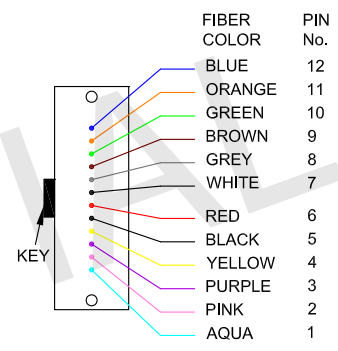 FIBER PIN
COLOR No.
BLUE 12
ORANGE 11
GREEN 10
BROWN 9
GREY 8
WHITE 7
RED 6
BLACK 5
KEY
YELLOW 4
PURPLE 3
PINK 2
AQUA 1